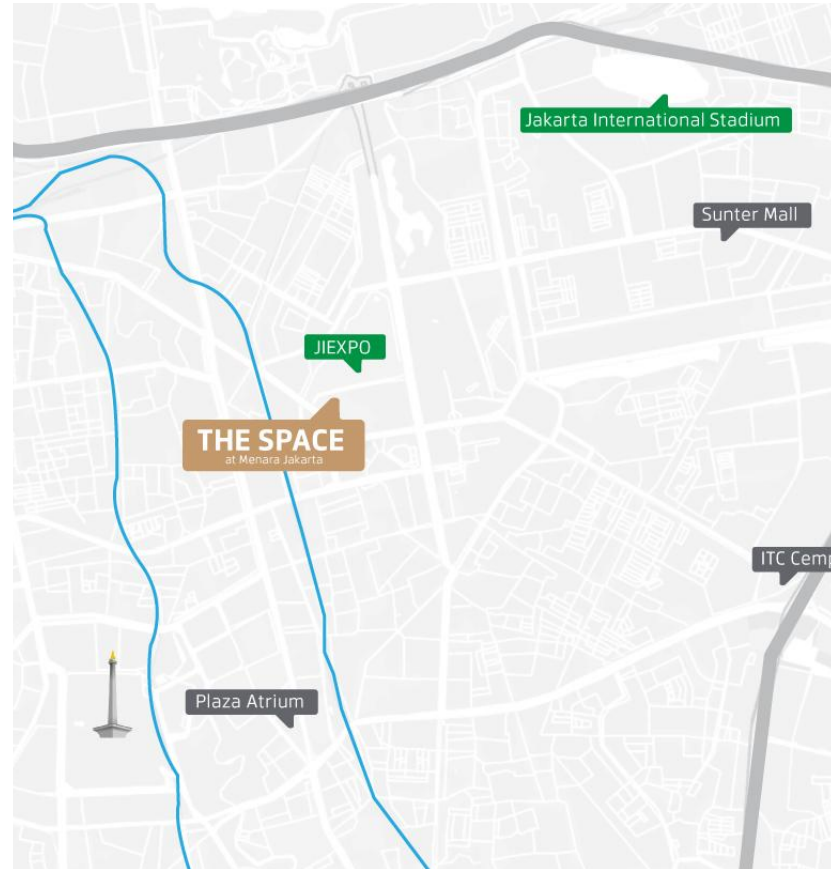 Jakarta International Stadium
Sunter Mall
JIEXPO
THE SPACE
at Menara Jakarta
ITC Cemp
Plaza Atrium